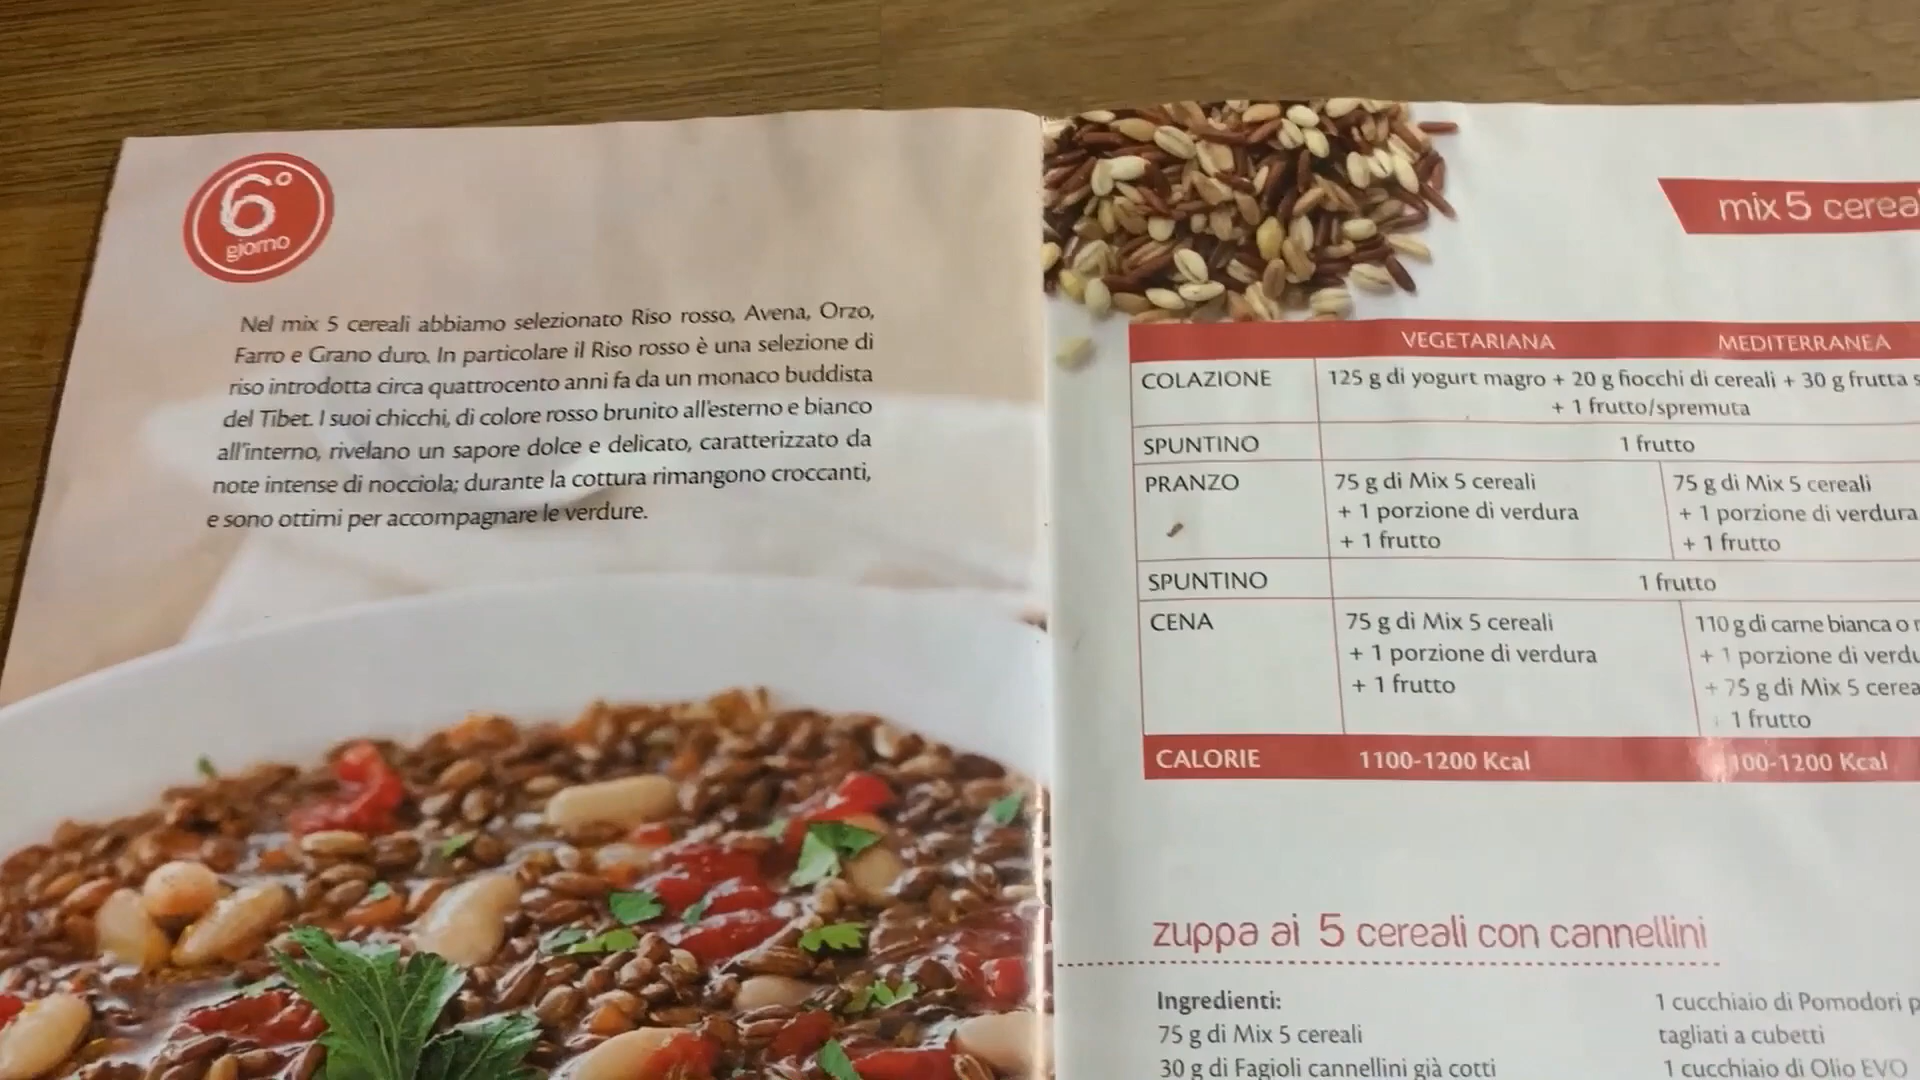 6°
giorno
Nel mix 5 cereali abbiamo selezionato Riso rosso, Avena, Orzo,
Farro e Grano duro. In particolare il Riso rosso è una selezione di
riso introdotta circa quattrocento anni fa da un monaco buddista
del Tibet. I suoi chicchi, di colore rosso brunito all'esterno e bianco
all'interno, rivelano un sapore dolce e delicato, caratterizzato da
note intense di nocciola; durante la cottura rimangono croccanti,
e sono ottimi per accompagnare le verdure.
mix 5
VEGETARIANA MEDITERRANEA
COLAZIONE 125 g di yogurt magro + 20 g fiocchi di cereali + 30 g frutta
+ 1 frutto/spremuta
SPUNTINO 1 frutto
PRANZO 75 g di Mix 5 cereali 75 g di Mix 5 cereali
+ 1 porzione di verdura + 1 porzione di verdura
+ 1 frutto + 1 frutto
SPUNTINO 1 frutto
CENA 75 g di Mix 5 cereali 110 g di carne bianca o
+ 1 porzione di verdura + 1 porzione di
+ 1 frutto + 75 g di Mix 5
1 frutto
CALORIE 1100-1200 Kcal 100-1200 Kcal
zuppa ai 5 cereali con cannellini
Ingredienti:
75 g di Mix 5 cereali
30 g di Fagioli cannellini già cotti
1 cucchiaio di Pomodori
tagliati a cubetti
1 cucchiaio di Olio EVO